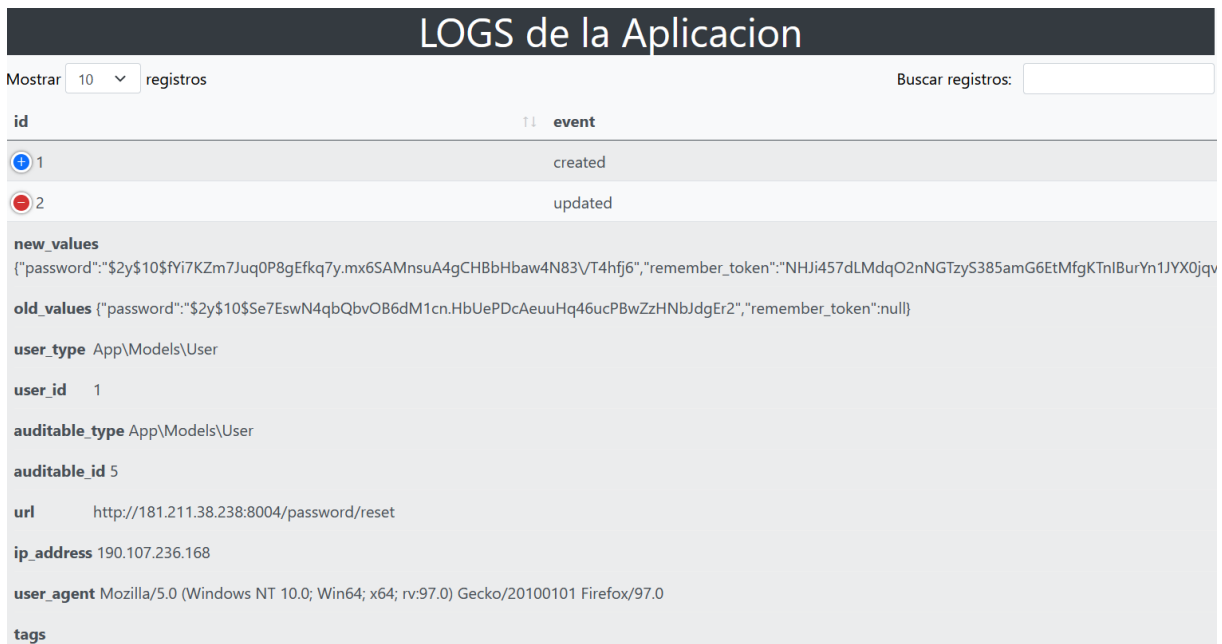 LOGS de la Aplicacion
Mostrar 10 registros Buscar registros:
id event
1 created
2 updated
new_values
{"password":"$2y$10$fYi7KZm7Juq0P8gEfkq7y.mx6SAMnsuA4gCHBbHbaw4N83\/T4hfj6","remember_token":"NHJi457dLMdqO2nNGTzyS385amG6EtMfgKTnIBurYn1JYX0jqv
old_values {"password":"$2y$10$Se7EswN4qbQbvOB6dM1cn.HbUePDcAeuuHq46ucPBwZzHNbJdgEr2","remember_token":null}
user_type App\Models\User
user_id 1
auditable_type App\Models\User
auditable_id 5
url http://181.211.38.238:8004/password/reset
ip_address 190.107.236.168
user_agent Mozilla/5.0 (Windows NT 10.0; Win64; x64; rv:97.0) Gecko/20100101 Firefox/97.0
tags